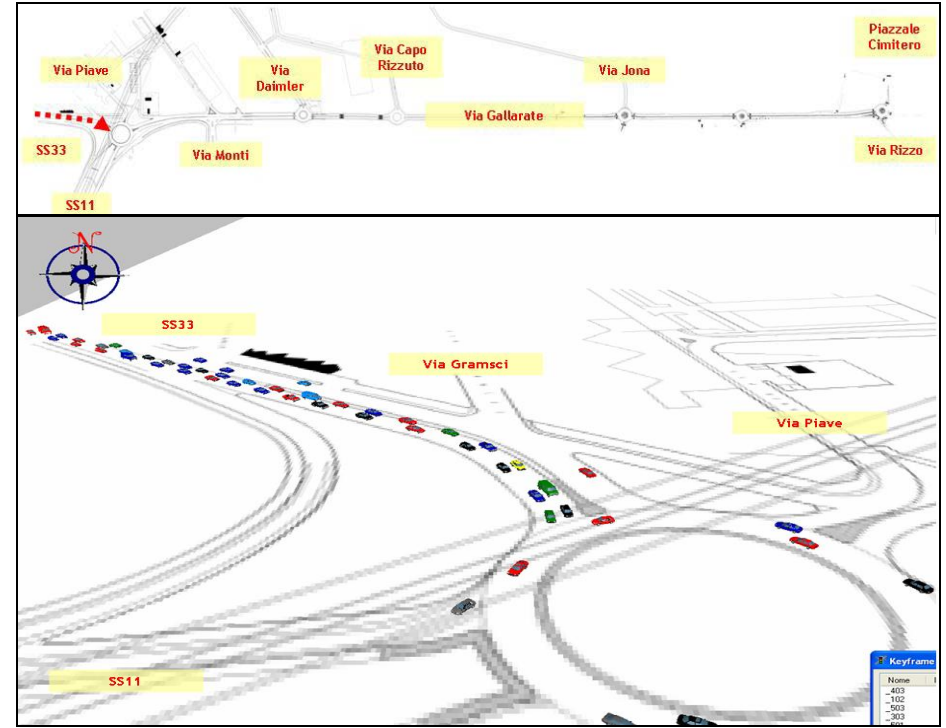 Piazzale
Cimitero
Via Capo
Rizzuto
Via Piave
Via
Daimler
Via Jona
Via Gallarate
SS33
Via Monti
Via Rizzo
SS11
N
SS33
Via Gramsci
Via Piave
SS11
Keyframe
Nome
_403
_102
_503
_303